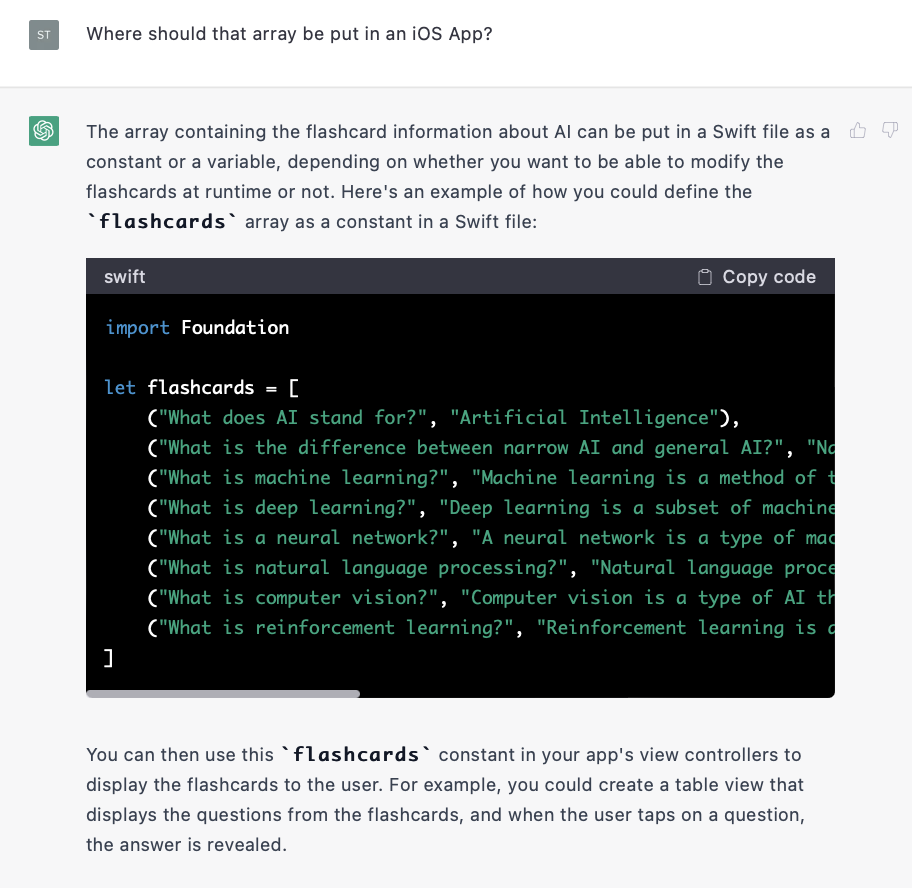 ST
Where should that array be put in an iOS App?
The array containing the flashcard information about AI can be put in a Swift file as a
constant or a variable, depending on whether you want to be able to modify the
flashcards at runtime or not. Here's an example of how you could define the
`flashcards` array as a constant in a Swift file:
swift Copy code
import Foundation
let flashcards = [
("What does AI stand for?", "Artificial Intelligence"),
("What is the difference between narrow AI and general AI?", "Na
("What is machine learning?", "Machine learning is a method of t
("What is deep learning?", "Deep learning is a subset of machine
("What is a neural network?", "A neural network is a type of mac
("What is natural language processing?", "Natural language proce
("What is computer vision?", "Computer vision is a type of AI th
("What is reinforcement learning?", "Reinforcement learning is a
]
You can then use this `flashcards` constant in your app's view controllers to
display the flashcards to the user. For example, you could create a table view that
displays the questions from the flashcards, and when the user taps on a question,
the answer is revealed.